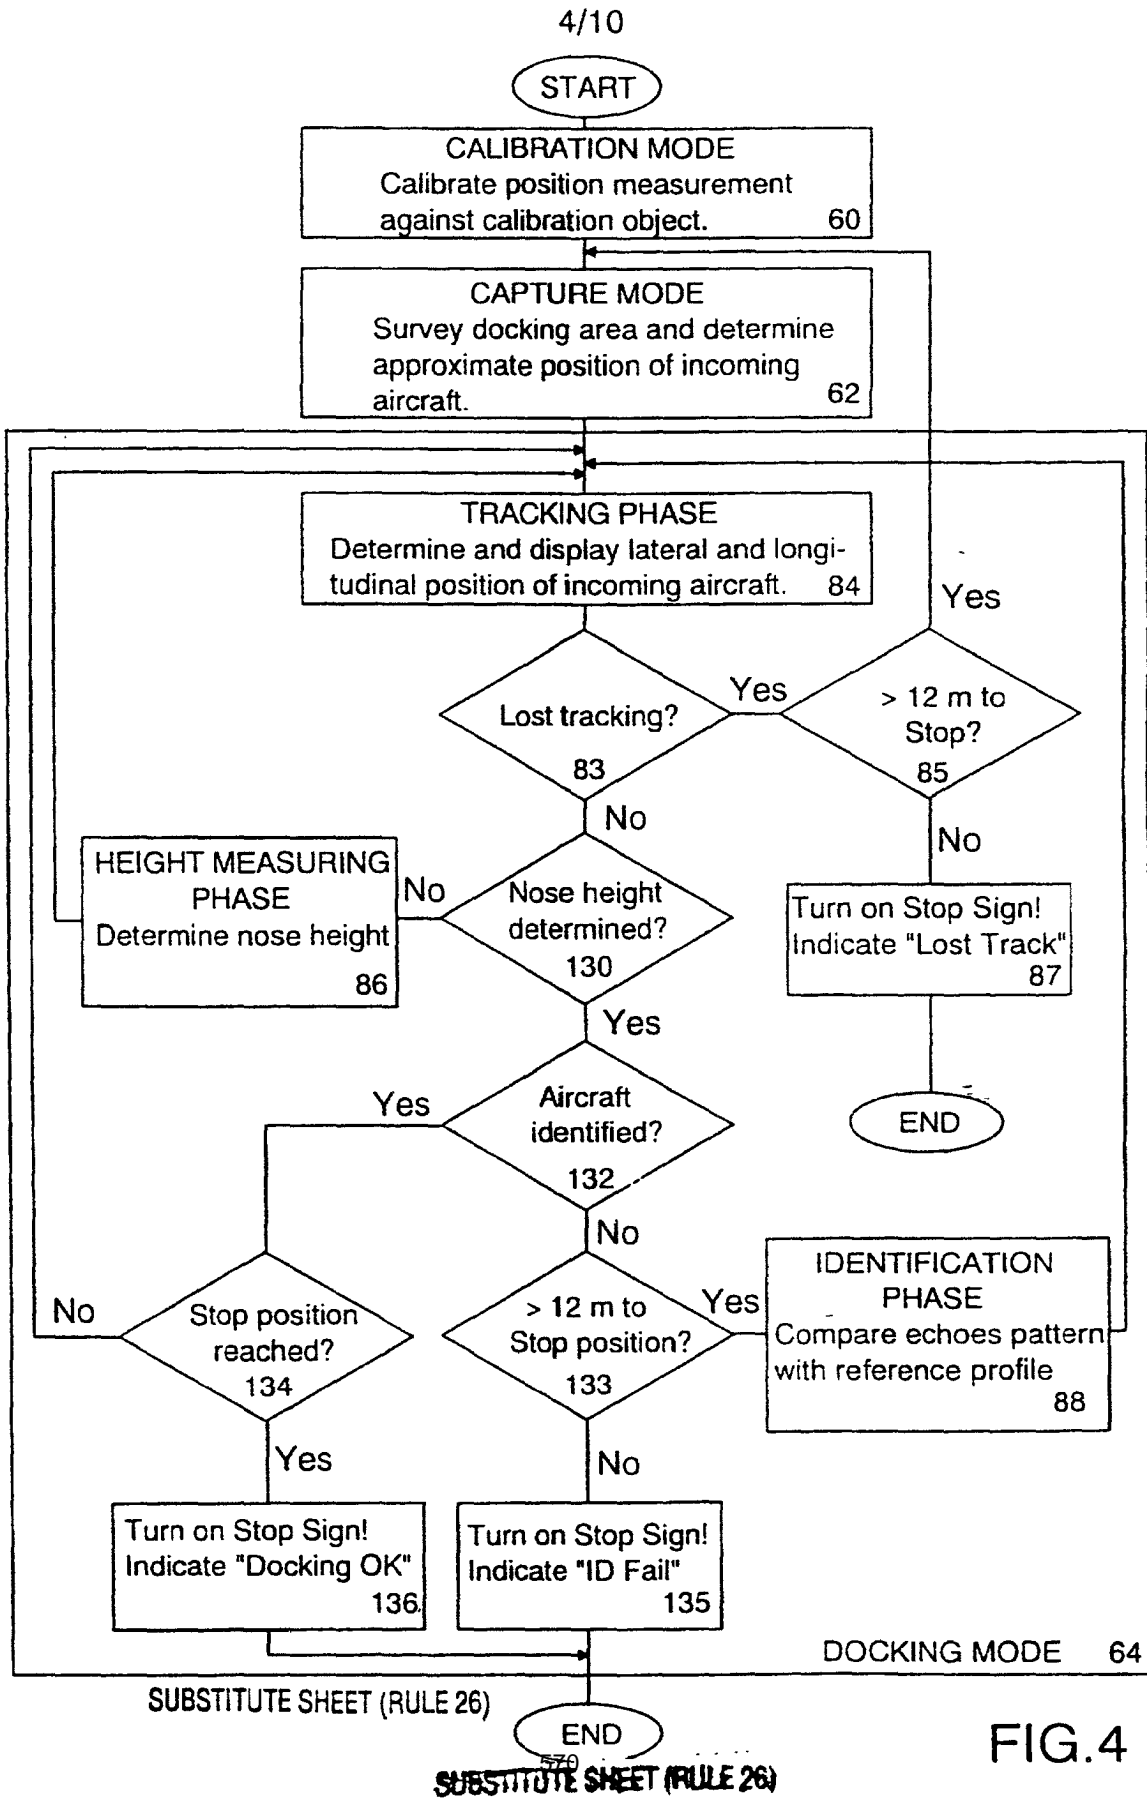 4/10
START
CALIBRATION MODE
Calibrate position measurement
against calibration object.
60
CAPTURE MODE
Survey docking area and determine
approximate position of incoming
aircraft.
62
TRACKING PHASE
Determine and display lateral and longi-
tudinal position of incoming aircraft. 84
Yes
Lost tracking?
83
Yes
> 12 m to
Stop?
85
No
No
HEIGHT MEASURING
PHASE
Determine nose height
86
No
Nose height
determined?
130
Turn on Stop Sign!
Indicate "Lost Track"
87
Yes
END
Yes
Aircraft
identified?
132
No
No
Stop position
reached?
134
> 12 m to
Stop position?
133
Yes
IDENTIFICATION
PHASE
Compare echoes pattern
with reference profile
88
Yes
No
Turn on Stop Sign!
Indicate "Docking OK"
136
Turn on Stop Sign!
Indicate "ID Fail"
135
DOCKING MODE 64
SUBSTITUTE SHEET (RULE 26)
END
FIG.4
570
SUBSTITUTE SHEET (RULE 26)